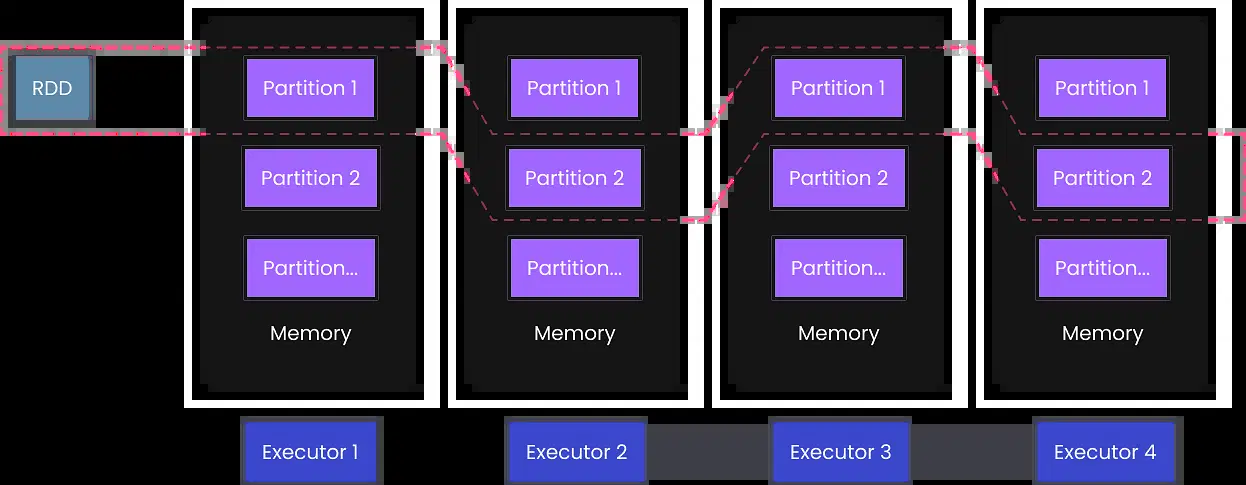 RDD
Partition 1
Partition 1
Partition 1
Partition 1
Partition 2
Partition 2
Partition 2
Partition 2
Partition...
Partition...
Partition...
Partition...
Memory
Memory
Memory
Memory
Executor 1
Executor 2
Executor 3
Executor 4